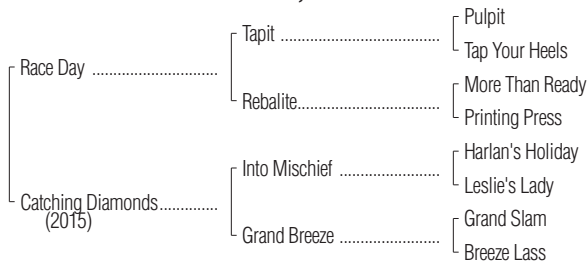 Race Day ..............................
Catching Diamonds..............
(2015)
Tapit ................................
Rebalite...........................
Into Mischief ........................
Grand Breeze ........................
Pulpit
Tap Your Heels
More Than Ready
Printing Press
Harlan's Holiday
Leslie's Lady
Grand Slam
Breeze Lass